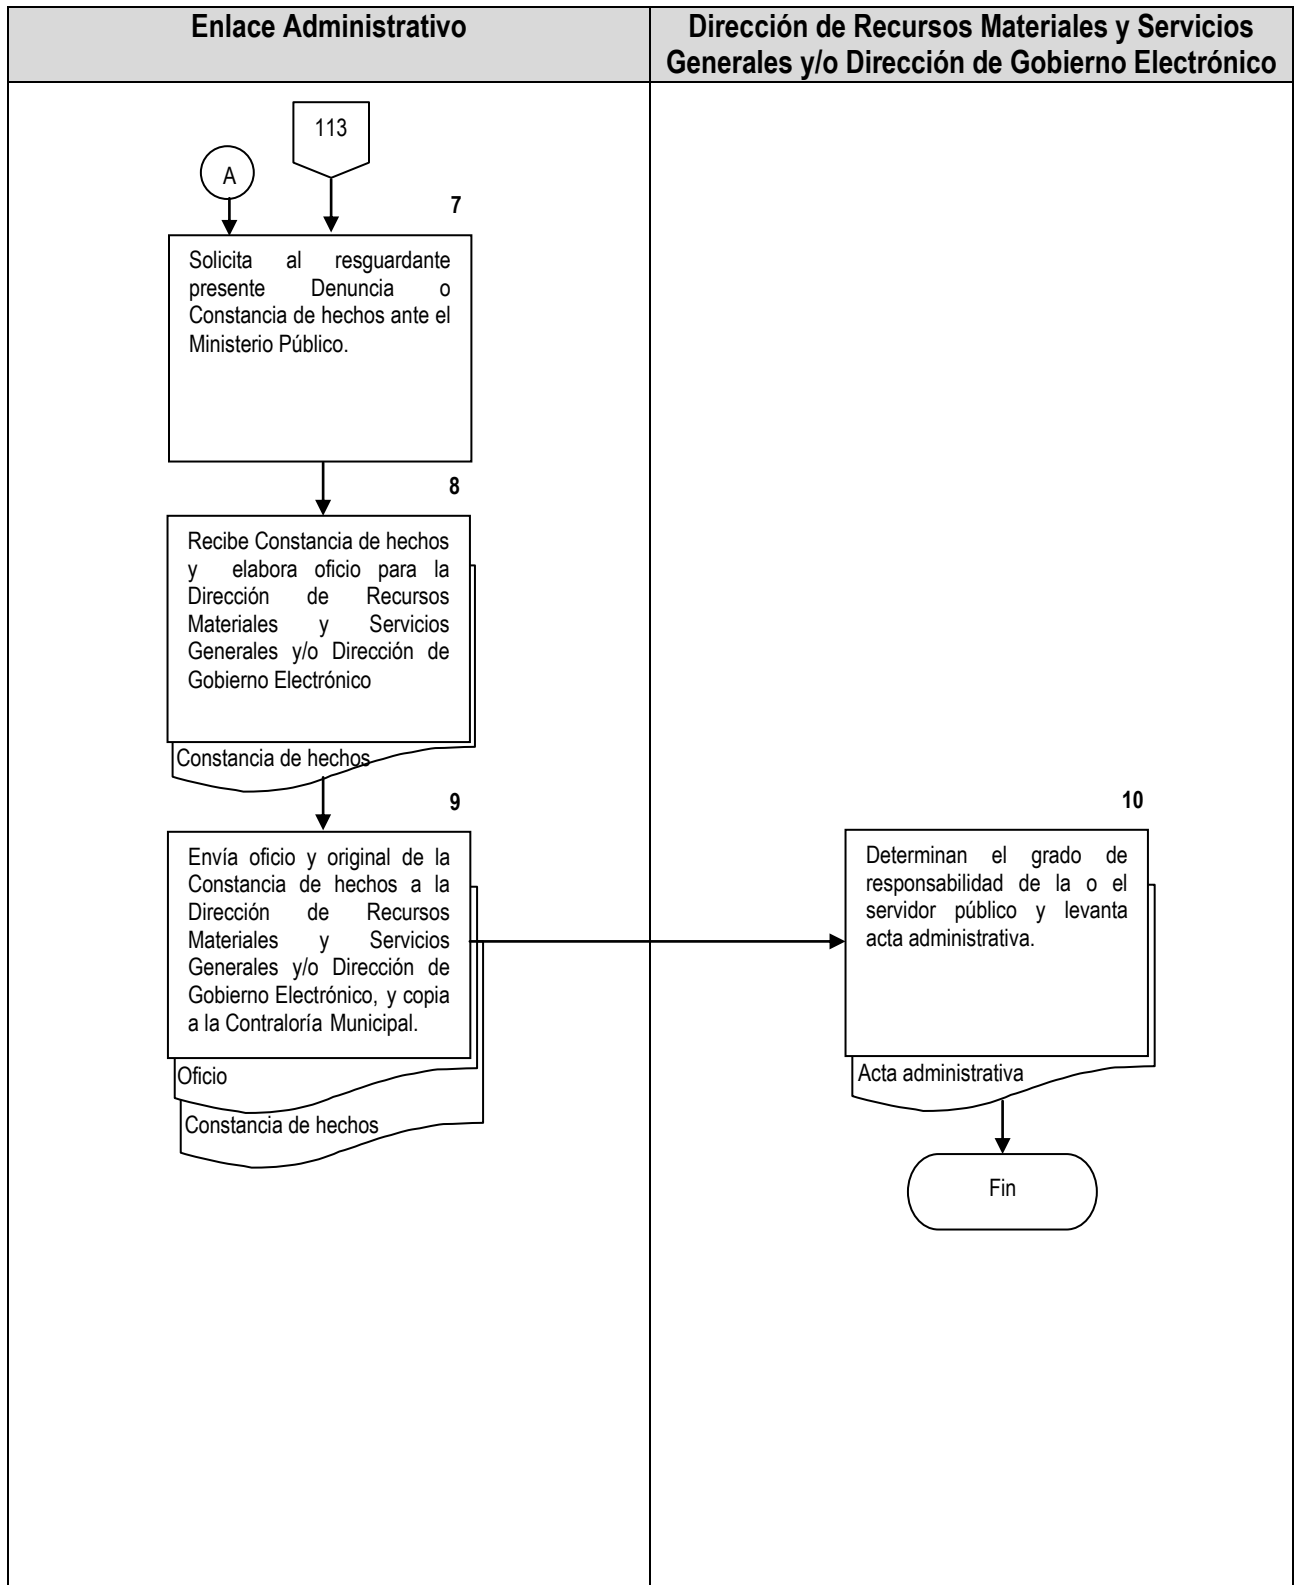 Enlace Administrativo
Dirección de Recursos Materiales y Servicios
Generales y/o Dirección de Gobierno Electrónico
113
A
7
Solicita al resguardante
presente Denuncia o
Constancia de hechos ante el
Ministerio Público.
8
Recibe Constancia de hechos
y elabora oficio para la
Dirección de Recursos
Materiales y Servicios
Generales y/o Dirección de
Gobierno Electrónico
Constancia de hechos
9
Envía oficio y original de la
Constancia de hechos a la
Dirección de Recursos
Materiales y Servicios
Generales y/o Dirección de
Gobierno Electrónico, y copia
a la Contraloría Municipal.
Oficio
Constancia de hechos
10
Determinan el grado de
responsabilidad de la o el
servidor público y levanta
acta administrativa.
Acta administrativa
Fin